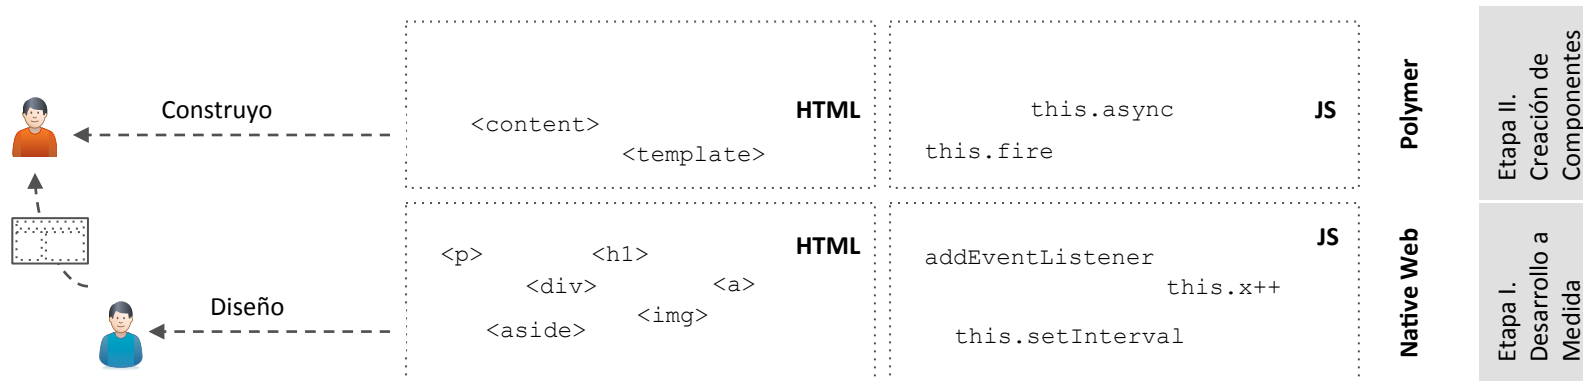 Construyo
<content>
<template>
HTML
this.async
this.fire
JS
Polymer
Etapa II.
Creación de
Componentes
Diseño
<p>
<h1>
<div>
<a>
<img>
<aside>
HTML
addEventListener
this.x++
this.setInterval
JS
Native Web
Etapa I.
Desarrollo a
Medida